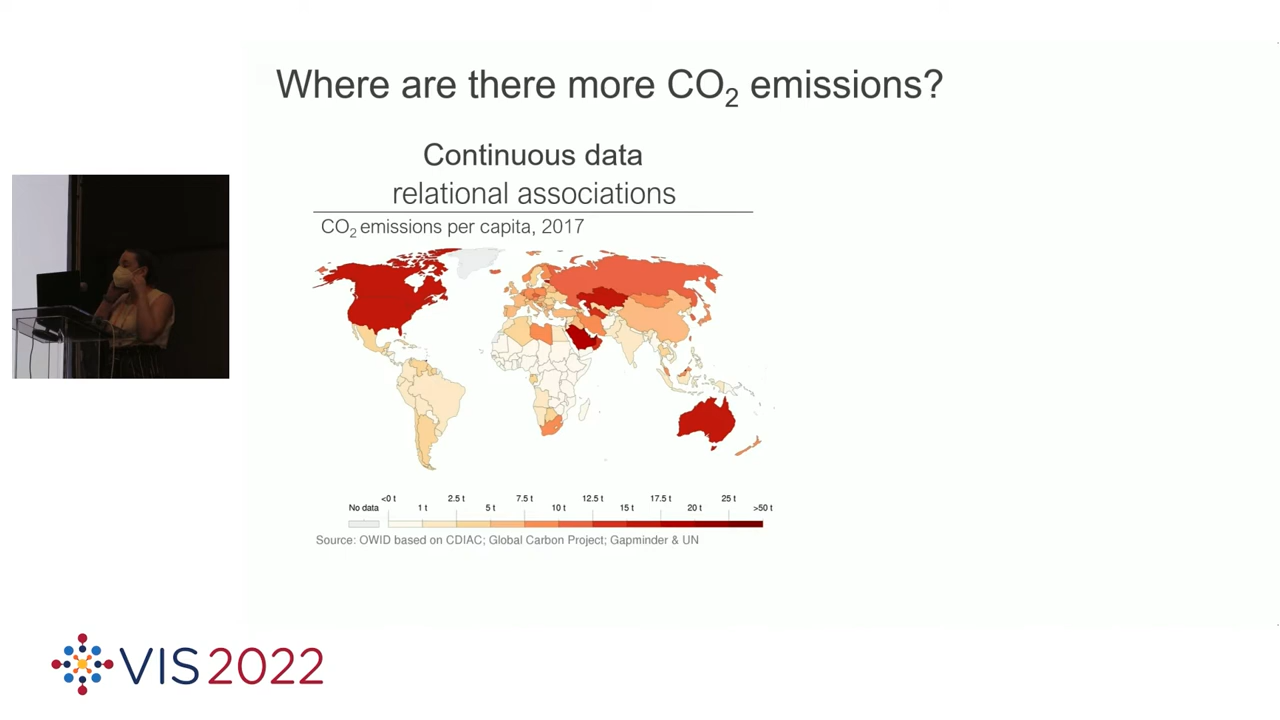 Where are there more CO₂ emissions?
Continuous data
relational associations
CO₂ emissions per capita, 2017
<0 t 2.5 t 7.5 t 12.5 t 17.5 t 25 t
No data 1 t 5 t 10 t 15 t 20 t >50 t
Source: OWID based on CDIAC; Global Carbon Project; Gapminder & UN
VIS2022